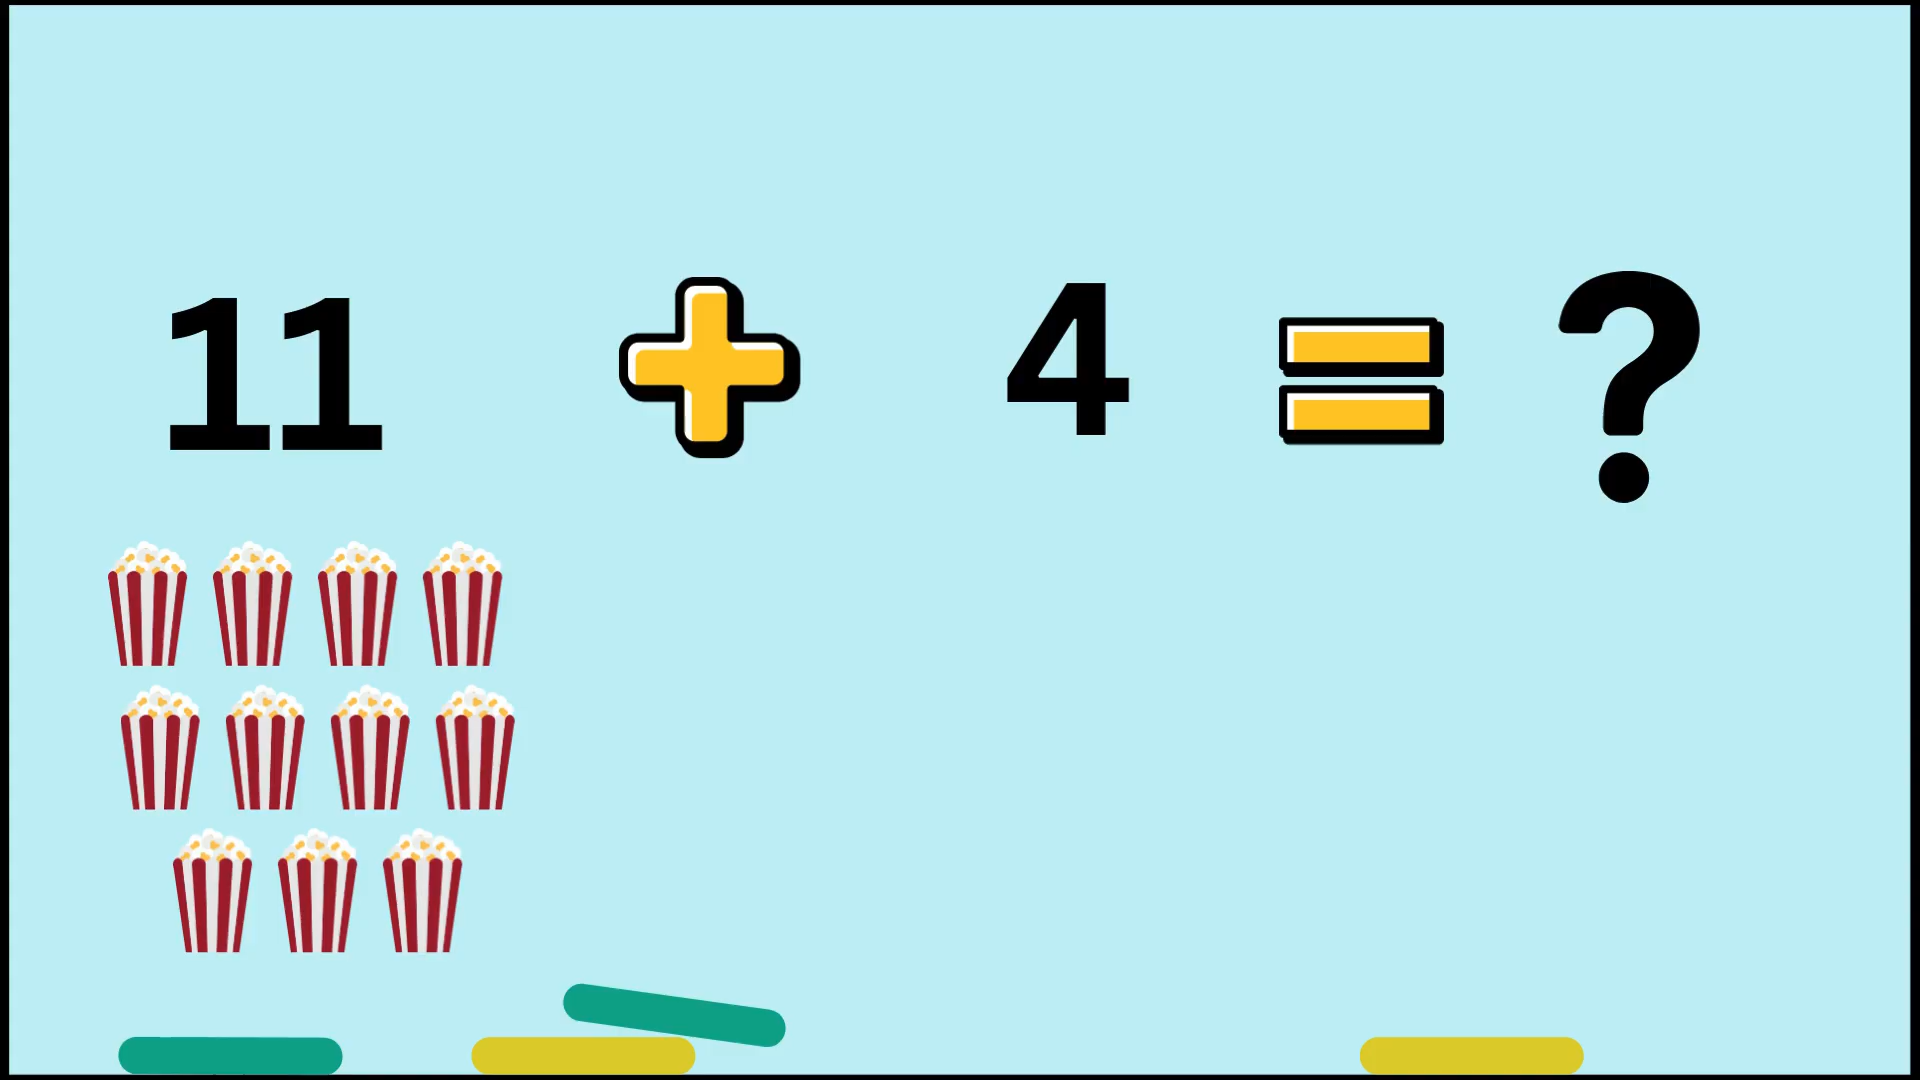 11 + 4 = ?